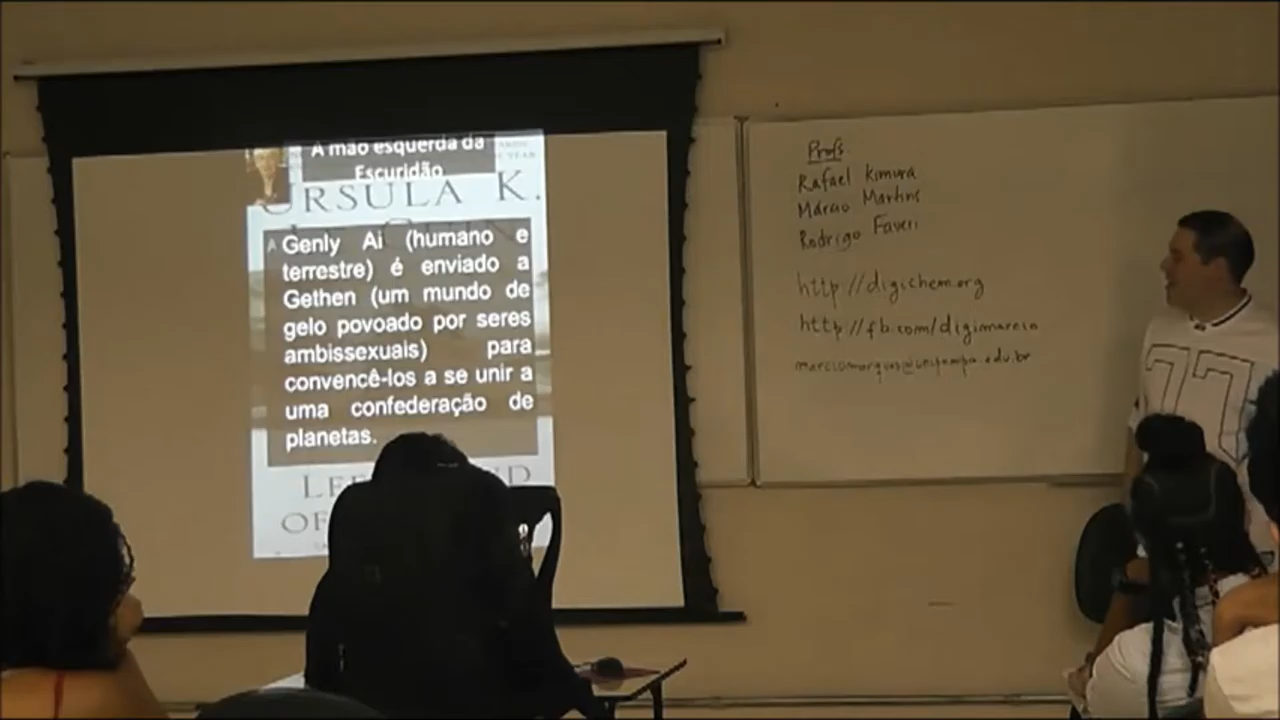 A mão esquerda da
Escuridão
URSULA K.
Genly Ai (humano e
terrestre) é enviado a
Gethen (um mundo de
gelo povoado por seres
ambissexuais) para
convencê-los a se unir a
uma confederação de
planetas.
OF
Profs.
Rafael Kimura
Márcio Martins
Rodrigo Faveri
http://digichem.org
http://fb.com/digimarcio
77